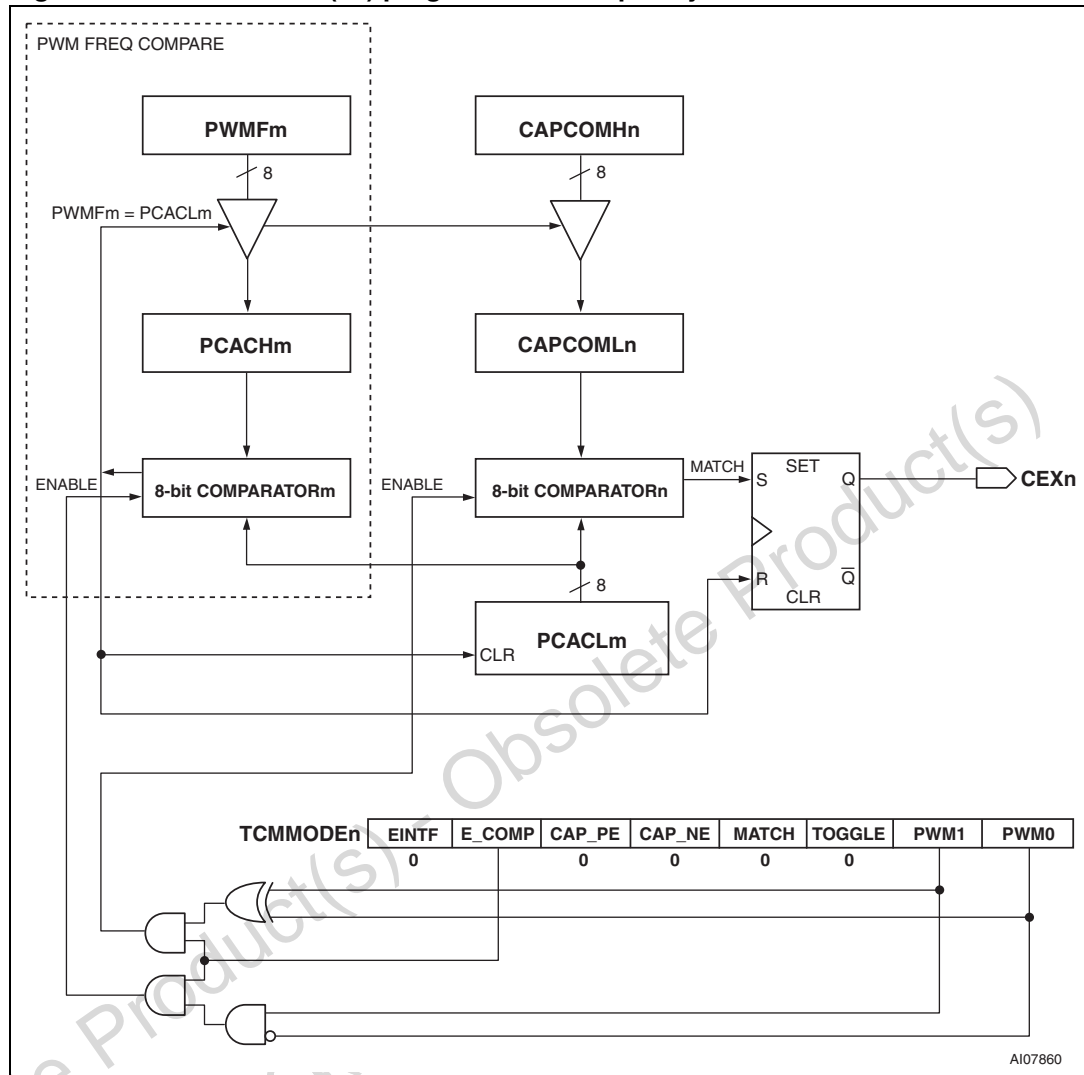 PWM FREQ COMPARE
PWMFm
CAPCOMHn
8
8
PWMFm = PCACLm
PCACHm
CAPCOMLn
ENABLE
8-bit COMPARATORm
ENABLE
8-bit COMPARATORn
MATCH
SET
S
Q
CEXn
R
Q
CLR
8
CLR
PCACLm
TCMMODEn
EINTF
E_COMP
CAP_PE
CAP_NE
MATCH
TOGGLE
PWM1
PWM0
0
0
0
0
0
AI07860
Product(s) - Obsolete Product(s)